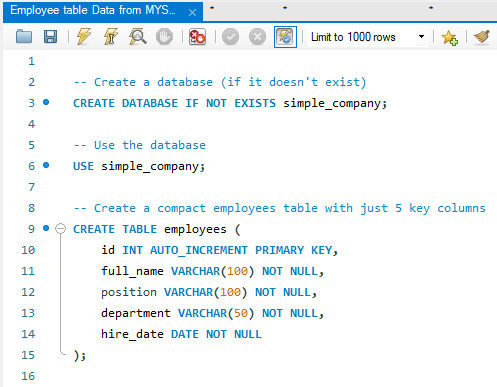 Employee table Data from MYS...
Limit to 1000 rows
1
2 -- Create a database (if it doesn't exist)
3 CREATE DATABASE IF NOT EXISTS simple_company;
4
5 -- Use the database
6 USE simple_company;
7
8 -- Create a compact employees table with just 5 key columns
9 CREATE TABLE employees (
10 id INT AUTO_INCREMENT PRIMARY KEY,
11 full_name VARCHAR(100) NOT NULL,
12 position VARCHAR(100) NOT NULL,
13 department VARCHAR(50) NOT NULL,
14 hire_date DATE NOT NULL
15 );
16